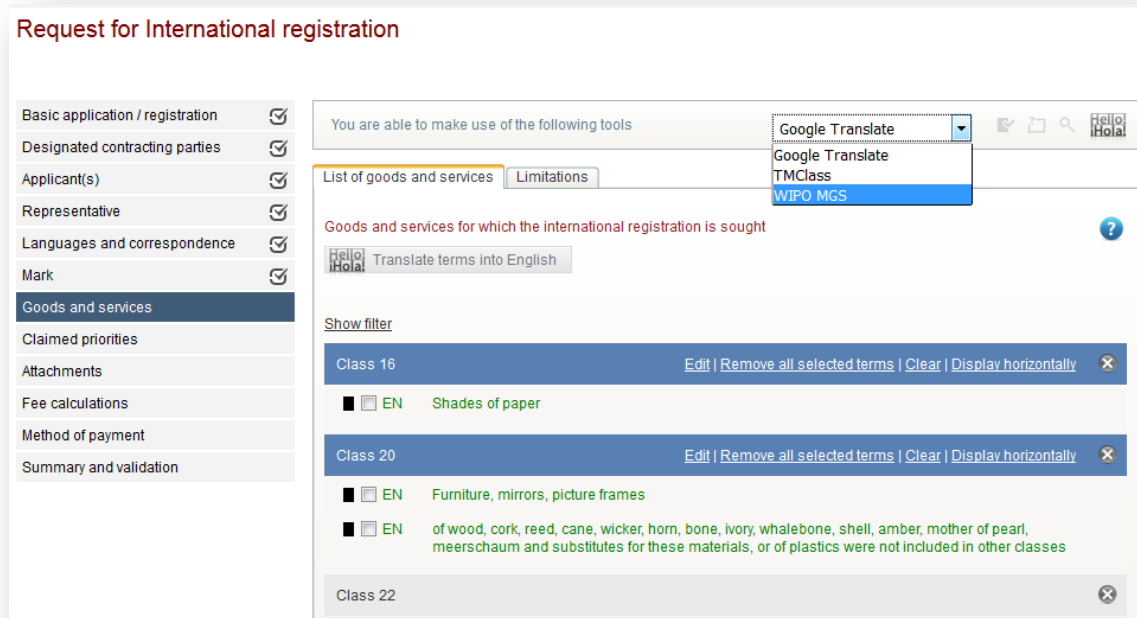 Request for International registration
Basic application / registration
Designated contracting parties
Applicant(s)
Representative
Languages and correspondence
Mark
Goods and services
Claimed priorities
Attachments
Fee calculations
Method of payment
Summary and validation
You are able to make use of the following tools
Google Translate
Hello!
¡Hola!
Google Translate
TMClass
WIPO MGS
List of goods and services
Limitations
Goods and services for which the international registration is sought
?
Hello!
¡Hola!
Translate terms into English
Show filter
Class 16 Edit | Remove all selected terms | Clear | Display horizontally
EN Shades of paper
Class 20 Edit | Remove all selected terms | Clear | Display horizontally
EN Furniture, mirrors, picture frames
EN of wood, cork, reed, cane, wicker, horn, bone, ivory, whalebone, shell, amber, mother of pearl,
meerschaum and substitutes for these materials, or of plastics were not included in other classes
Class 22